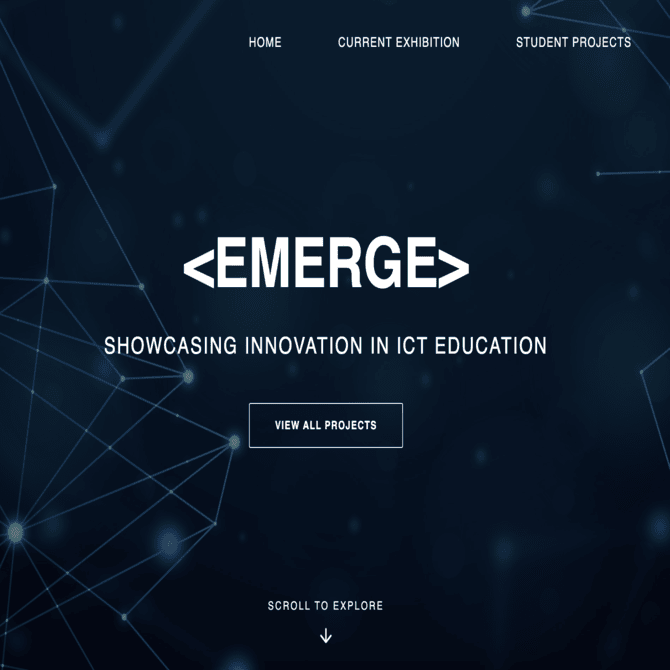 HOME CURRENT EXHIBITION STUDENT PROJECTS
<EMERGE>
SHOWCASING INNOVATION IN ICT EDUCATION
VIEW ALL PROJECTS
SCROLL TO EXPLORE